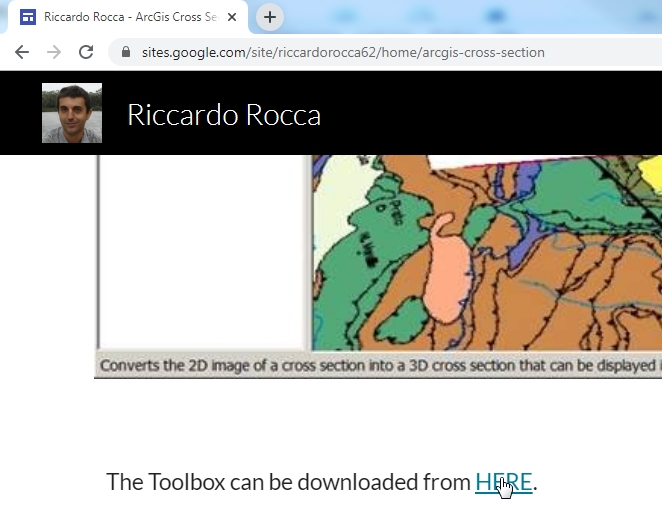 Riccardo Rocca - ArcGis Cross Se
sites.google.com/site/riccardorocca62/home/arcgis-cross-section
Riccardo Rocca
Preto
Converts the 2D image of a cross section into a 3D cross section that can be displayed
The Toolbox can be downloaded from HERE.